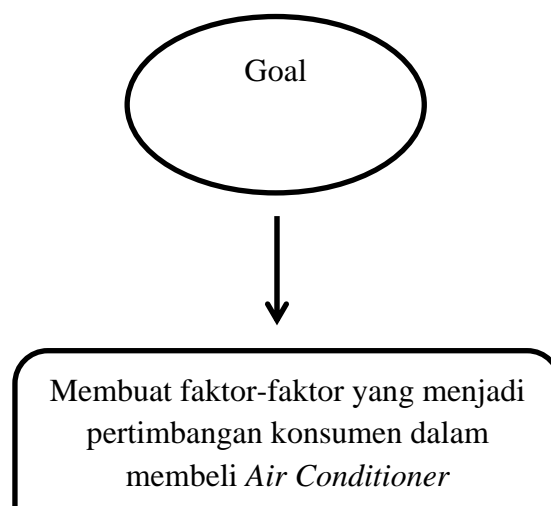 Goal
Membuat faktor-faktor yang menjadi
pertimbangan konsumen dalam
membeli Air Conditioner